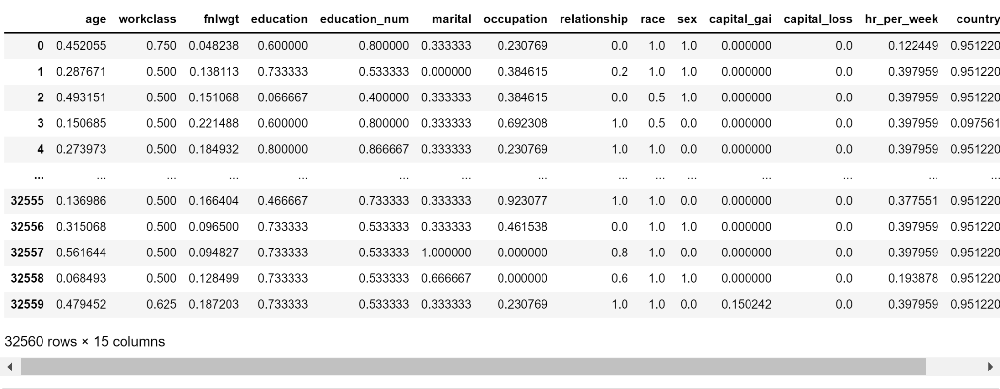 age workclass fnlwgt education education_num marital occupation relationship race sex capital_gai capital_loss hr_per_week country
0 0.452055 0.750 0.048238 0.600000 0.800000 0.333333 0.230769 0.0 1.0 1.0 0.000000 0.0 0.122449 0.951220
1 0.287671 0.500 0.138113 0.733333 0.533333 0.000000 0.384615 0.2 1.0 1.0 0.000000 0.0 0.397959 0.951220
2 0.493151 0.500 0.151068 0.066667 0.400000 0.333333 0.384615 0.0 0.5 1.0 0.000000 0.0 0.397959 0.951220
3 0.150685 0.500 0.221488 0.600000 0.800000 0.333333 0.692308 1.0 0.5 0.0 0.000000 0.0 0.397959 0.097561
4 0.273973 0.500 0.184932 0.800000 0.866667 0.333333 0.230769 1.0 1.0 0.0 0.000000 0.0 0.397959 0.951220
... ... ... ... ... ... ... ... ... ... ... ... ... ... ...
32555 0.136986 0.500 0.166404 0.466667 0.733333 0.333333 0.923077 1.0 1.0 0.0 0.000000 0.0 0.377551 0.951220
32556 0.315068 0.500 0.096500 0.733333 0.533333 0.333333 0.461538 0.0 1.0 1.0 0.000000 0.0 0.397959 0.951220
32557 0.561644 0.500 0.094827 0.733333 0.533333 1.000000 0.000000 0.8 1.0 0.0 0.000000 0.0 0.397959 0.951220
32558 0.068493 0.500 0.128499 0.733333 0.533333 0.666667 0.000000 0.6 1.0 1.0 0.000000 0.0 0.193878 0.951220
32559 0.479452 0.625 0.187203 0.733333 0.533333 0.333333 0.230769 1.0 1.0 0.0 0.150242 0.0 0.397959 0.951220
32560 rows × 15 columns